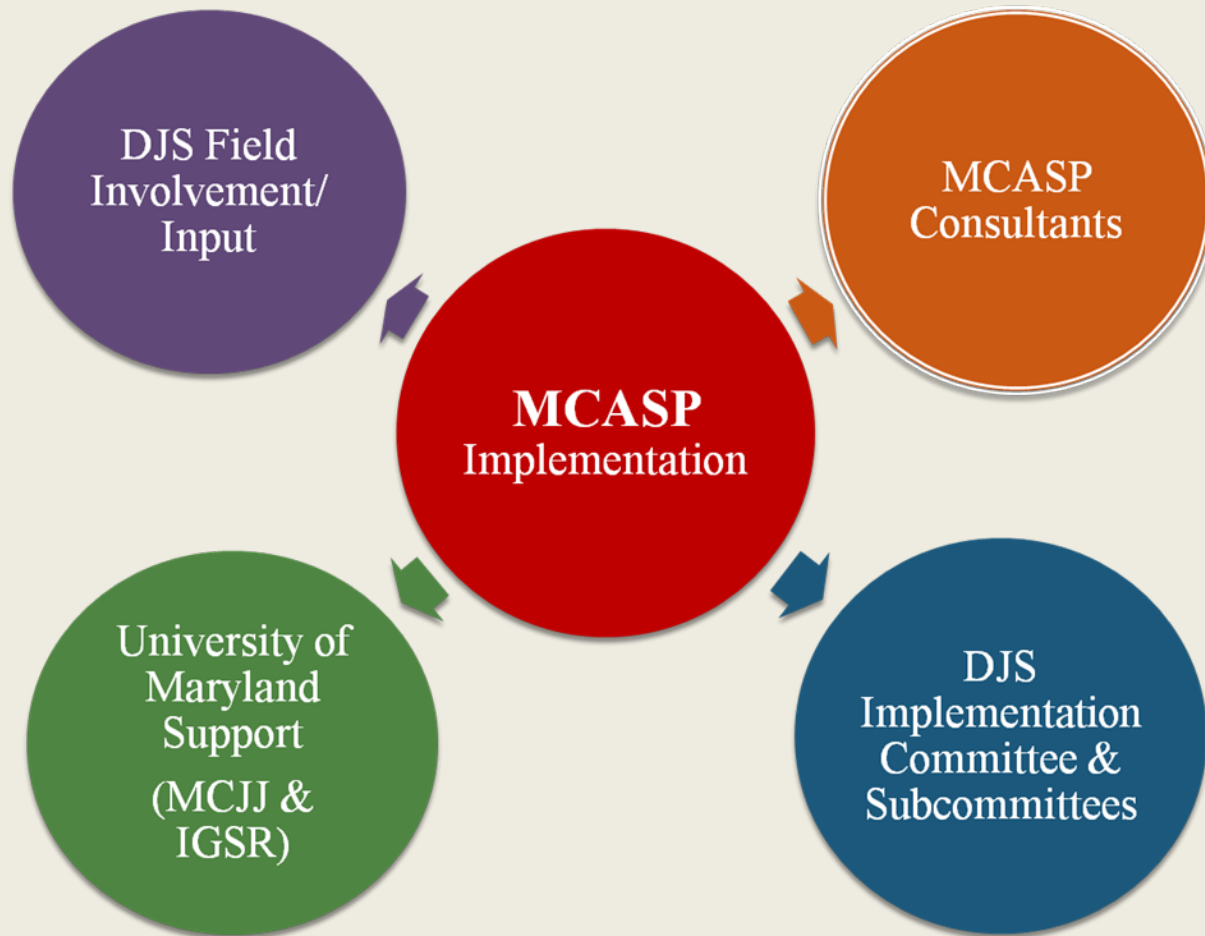 DJS Field
Involvement/
Input
MCASP
Consultants
MCASP
Implementation
University of
Maryland
Support
(MCJJ &
IGSR)
DJS
Implementation
Committee &
Subcommittees